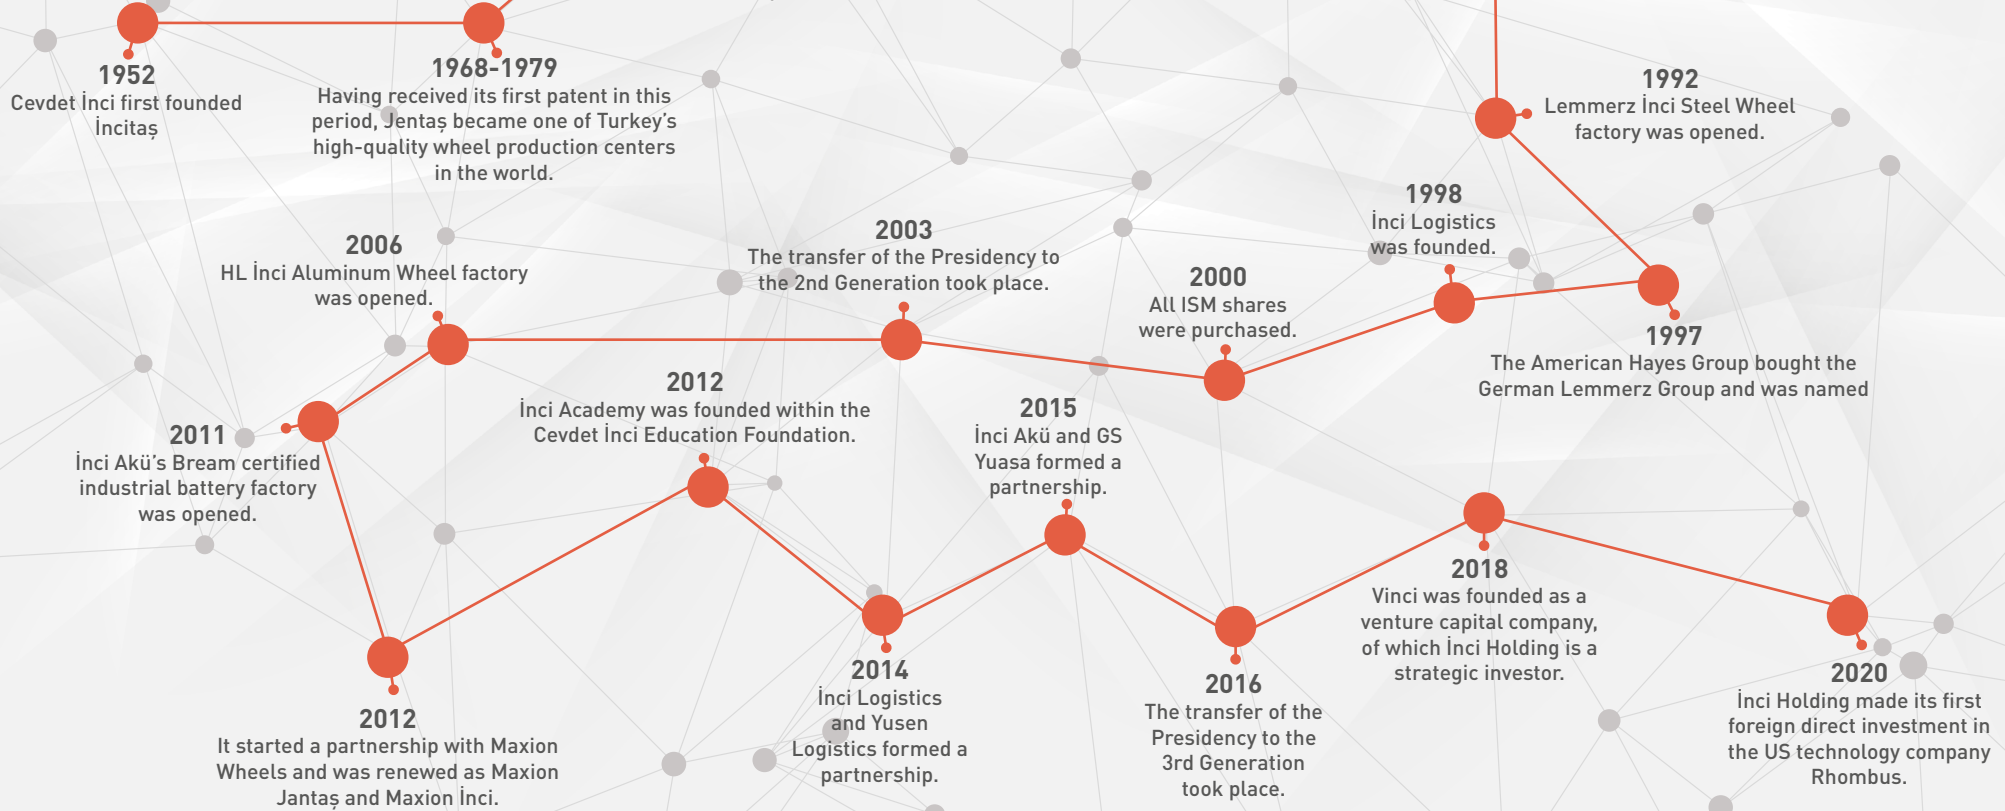 1952
Cevdet İnci first founded
İncitaş
1968-1979
Having received its first patent in this
period, Jentaş became one of Turkey’s
high-quality wheel production centers
in the world.
1992
Lemmerz İnci Steel Wheel
factory was opened.
1997
The American Hayes Group bought the
German Lemmerz Group and was named
1998
İnci Logistics
was founded.
2000
All ISM shares
were purchased.
2003
The transfer of the Presidency to
the 2nd Generation took place.
2006
HL İnci Aluminum Wheel factory
was opened.
2011
İnci Akü’s Bream certified
industrial battery factory
was opened.
2012
It started a partnership with Maxion
Wheels and was renewed as Maxion
Jantaş and Maxion İnci.
2012
İnci Academy was founded within the
Cevdet İnci Education Foundation.
2014
İnci Logistics
and Yusen
Logistics formed a
partnership.
2015
İnci Akü and GS
Yuasa formed a
partnership.
2016
The transfer of the
Presidency to the
3rd Generation
took place.
2018
Vinci was founded as a
venture capital company,
of which İnci Holding is a
strategic investor.
2020
İnci Holding made its first
foreign direct investment in
the US technology company
Rhombus.